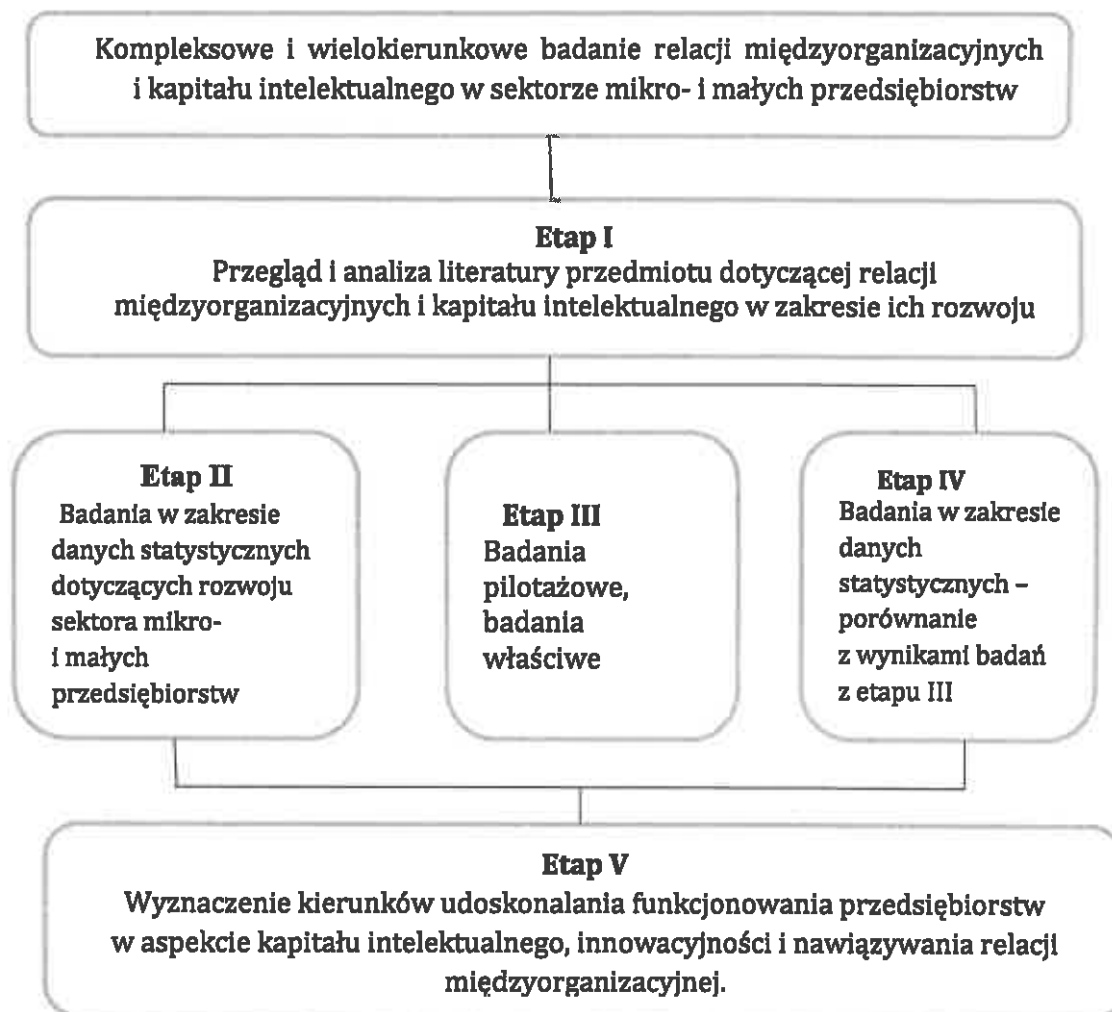 Kompleksowe i wielokierunkowe badanie relacji międzyorganizacyjnych
i kapitału intelektualnego w sektorze mikro- i małych przedsiębiorstw
Etap I
Przegląd i analiza literatury przedmiotu dotyczącej relacji
międzyorganizacyjnych i kapitału intelektualnego w zakresie ich rozwoju
Etap II
Badania w zakresie
danych statystycznych
dotyczących rozwoju
sektora mikro-
i małych
przedsiębiorstw
Etap III
Badania
pilotażowe,
badania
właściwe
Etap IV
Badania w zakresie
danych
statystycznych –
porównanie
z wynikami badań
z etapu III
Etap V
Wyznaczenie kierunków udoskonalania funkcjonowania przedsiębiorstw
w aspekcie kapitału intelektualnego, innowacyjności i nawiązywania relacji
międzyorganizacyjnej.